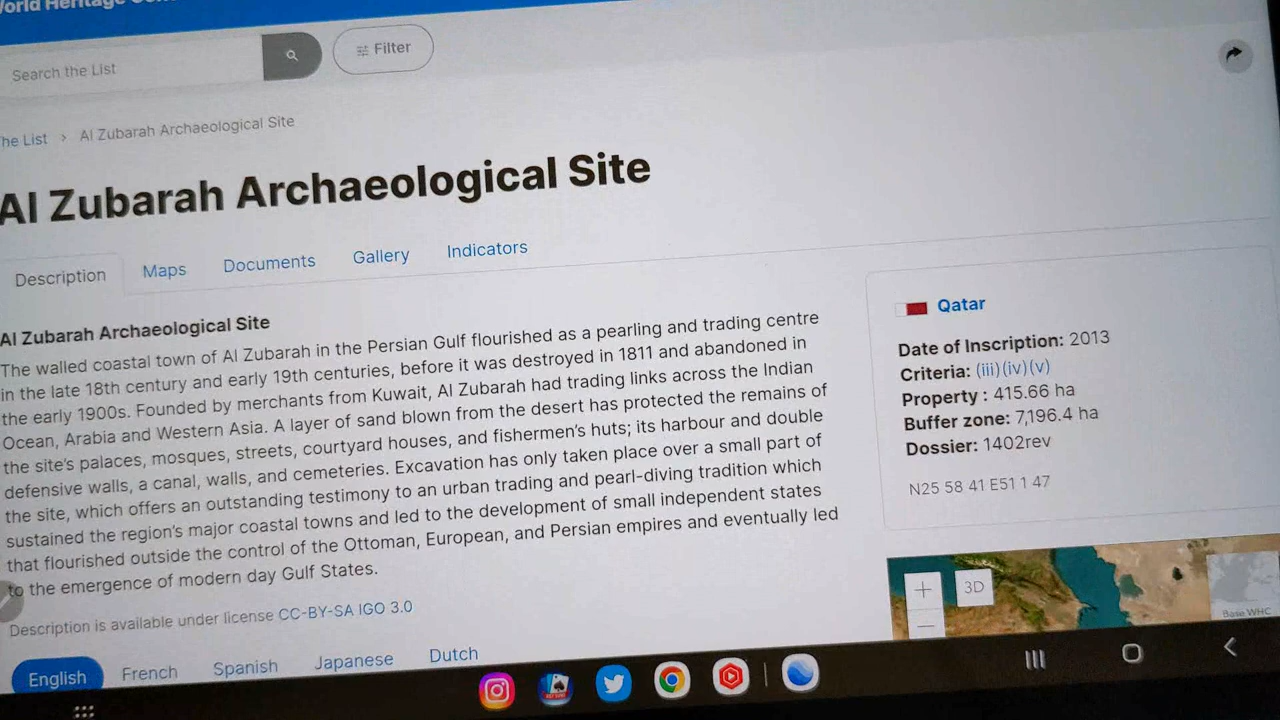 World Heritage
Search the List
Filter
The List > Al Zubarah Archaeological Site
Al Zubarah Archaeological Site
Description Maps Documents Gallery Indicators
Al Zubarah Archaeological Site
The walled coastal town of Al Zubarah in the Persian Gulf flourished as a pearling and trading centre
in the late 18th century and early 19th centuries, before it was destroyed in 1811 and abandoned in
the early 1900s. Founded by merchants from Kuwait, Al Zubarah had trading links across the Indian
Ocean, Arabia and Western Asia. A layer of sand blown from the desert has protected the remains of
the site's palaces, mosques, streets, courtyard houses, and fishermen's huts; its harbour and double
defensive walls, a canal, walls, and cemeteries. Excavation has only taken place over a small part of
the site, which offers an outstanding testimony to an urban trading and pearl-diving tradition which
sustained the region's major coastal towns and led to the development of small independent states
that flourished outside the control of the Ottoman, European, and Persian empires and eventually led
to the emergence of modern day Gulf States.
Description is available under license CC-BY-SA IGO 3.0
English French Spanish Japanese Dutch
Qatar
Date of Inscription: 2013
Criteria: (iii)(iv)(v)
Property : 415.66 ha
Buffer zone: 7,196.4 ha
Dossier: 1402rev
N25 58 41 E51 1 47
+
3D
−
Base WHC